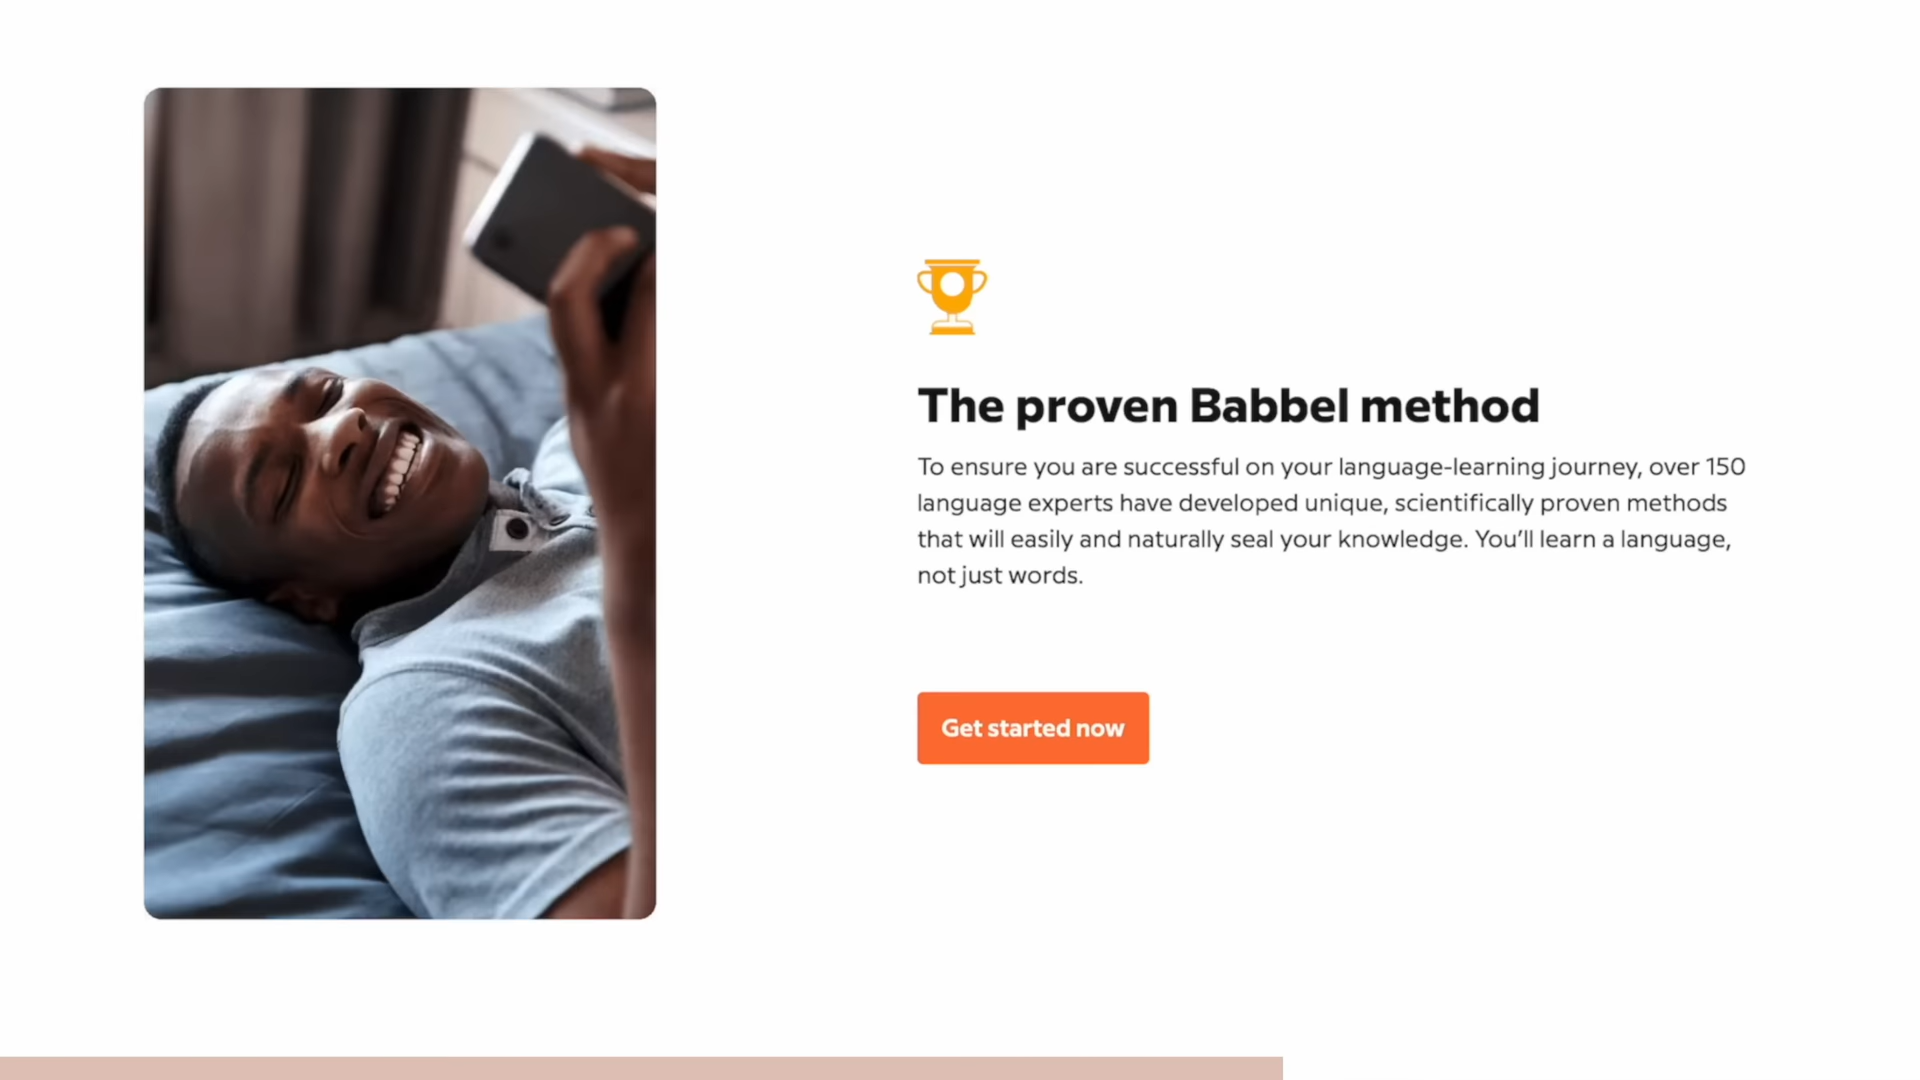 The proven Babbel method
To ensure you are successful on your language-learning journey, over 150
language experts have developed unique, scientifically proven methods
that will easily and naturally seal your knowledge. You’ll learn a language,
not just words.
Get started now